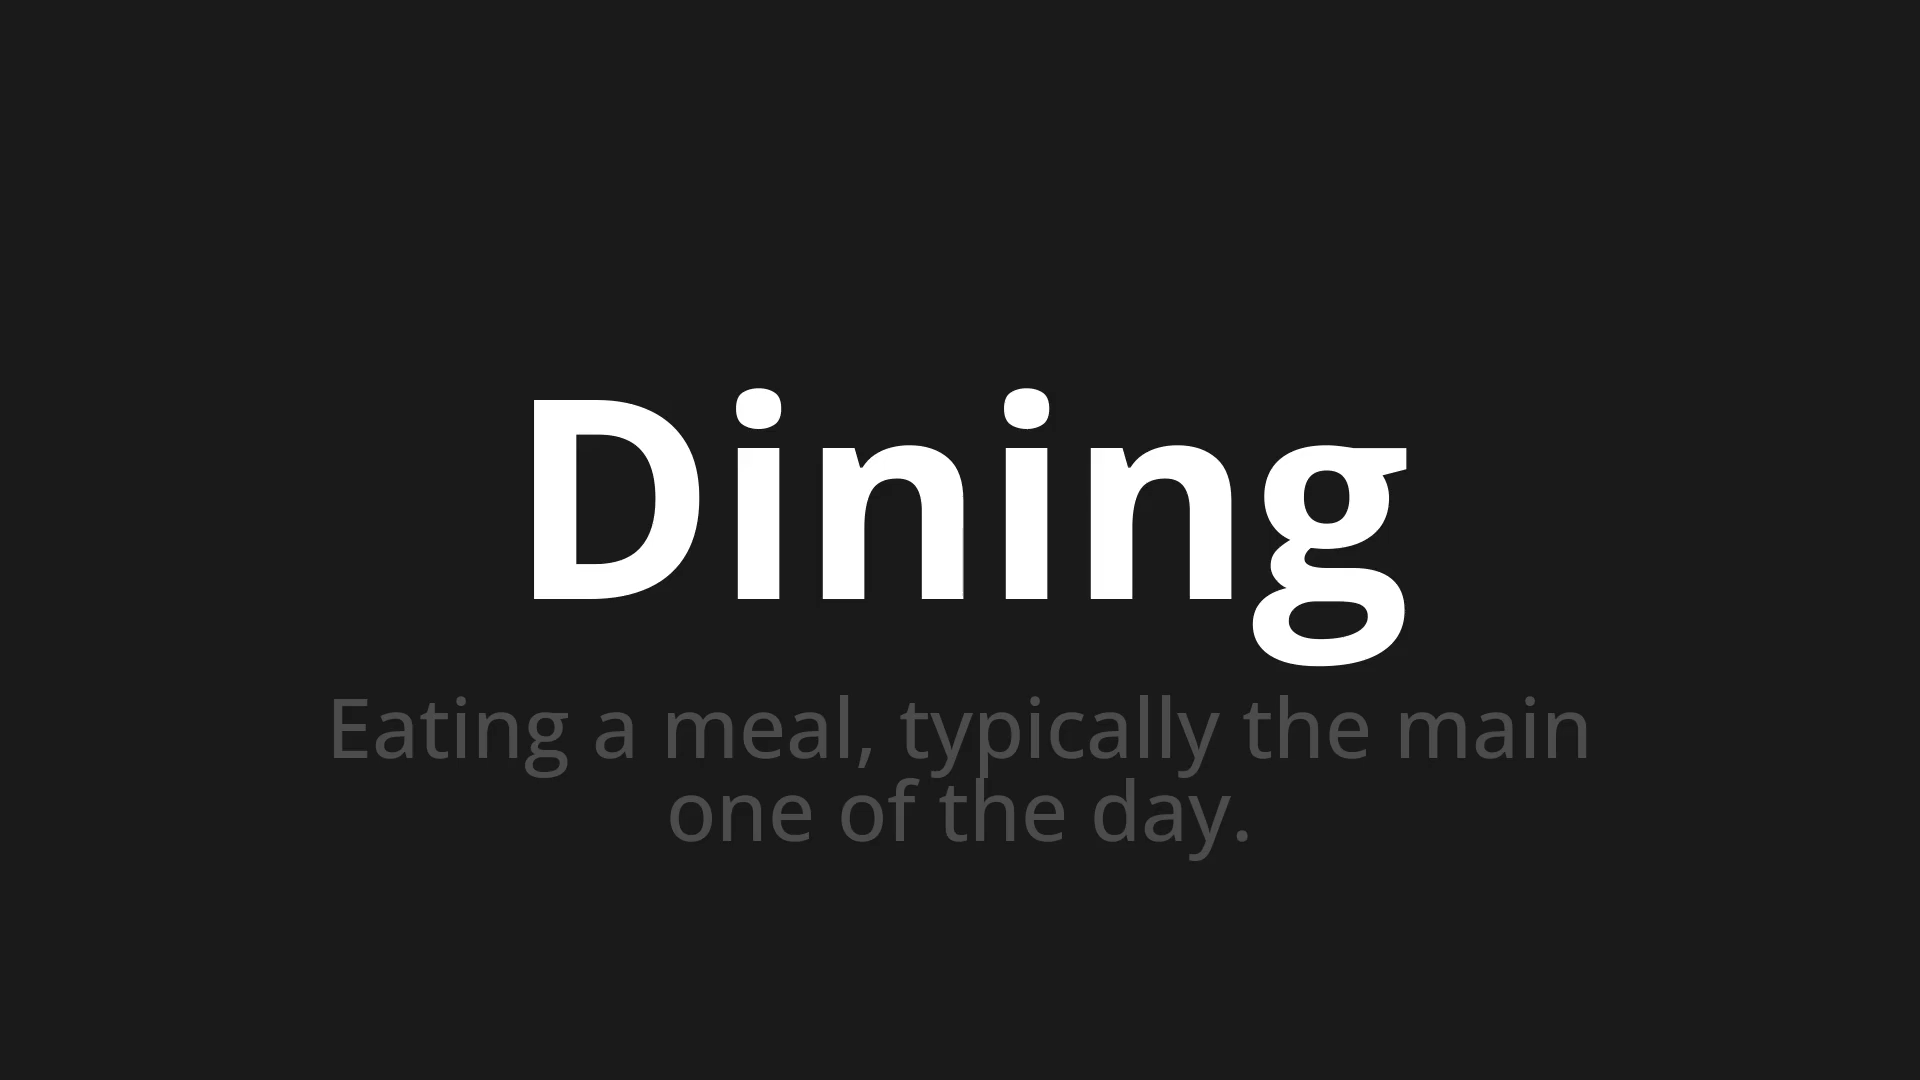 Dining
Eating a meal, typically the main
one of the day.